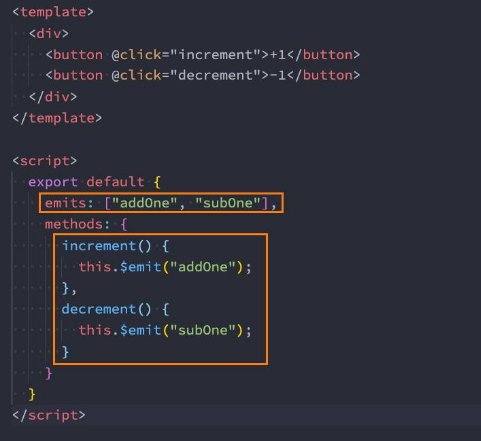 <template>
  <div>
    <button @click="increment">+1</button>
    <button @click="decrement">-1</button>
  </div>
</template>

<script>
  export default {
    emits: ["addOne", "subOne"],
    methods: {
      increment() {
        this.$emit("addOne");
      },
      decrement() {
        this.$emit("subOne");
      }
    }
  }
</script>